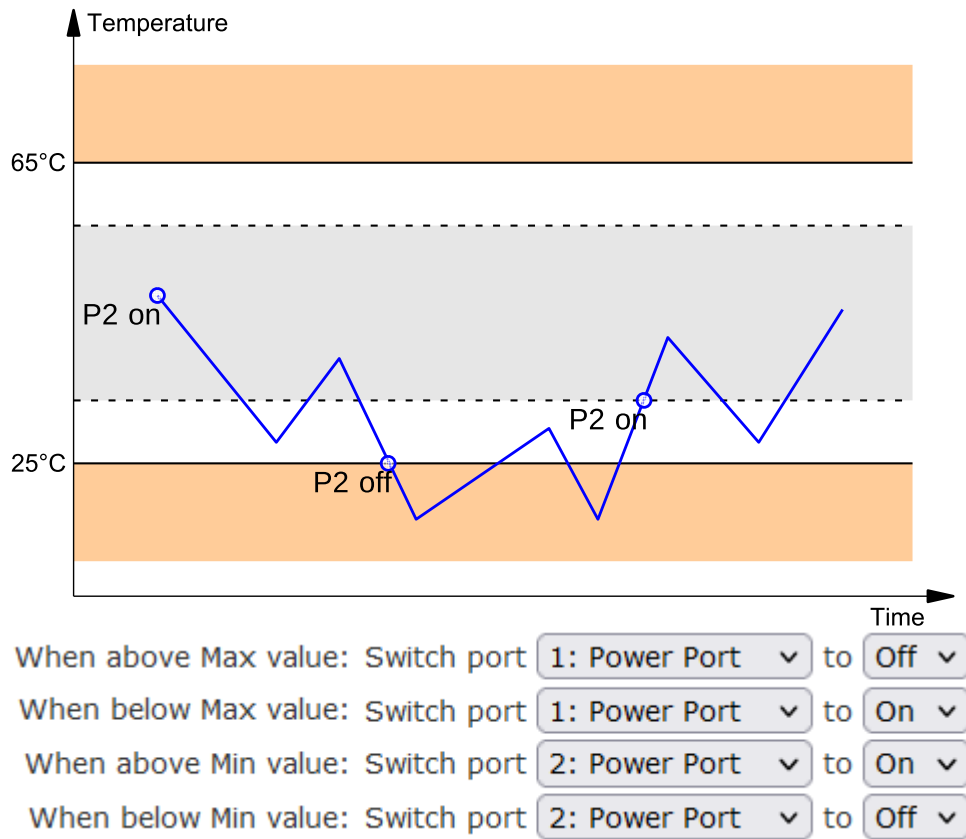 Temperature
65°C
P2 on
P2 on
25°C
P2 off
Time
When above Max value: Switch port 1: Power Port to Off
When below Max value: Switch port 1: Power Port to On
When above Min value: Switch port 2: Power Port to On
When below Min value: Switch port 2: Power Port to Off